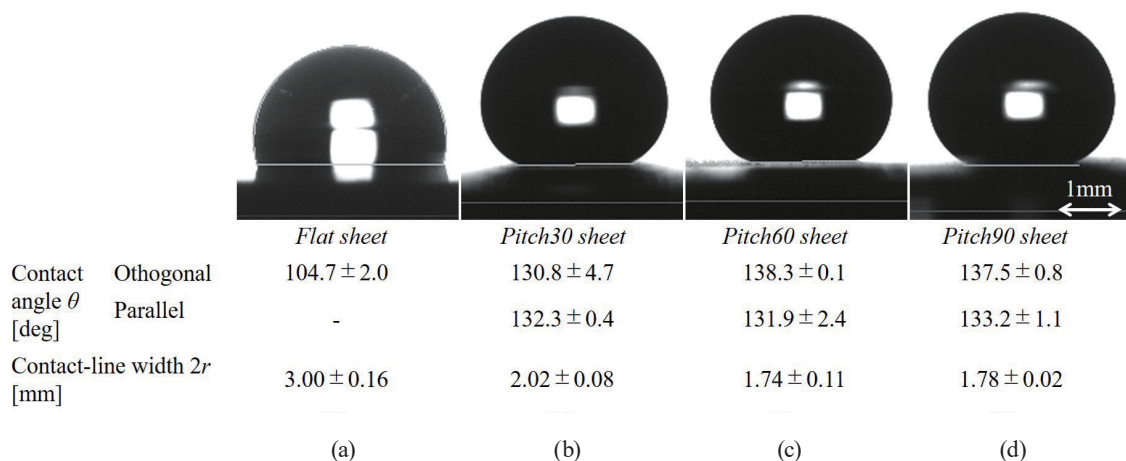 1mm
Flat sheet Pitch30 sheet Pitch60 sheet Pitch90 sheet
Contact angle θ [deg] Othogonal 104.7 ± 2.0 130.8 ± 4.7 138.3 ± 0.1 137.5 ± 0.8
Parallel - 132.3 ± 0.4 131.9 ± 2.4 133.2 ± 1.1
Contact-line width 2r [mm] 3.00 ± 0.16 2.02 ± 0.08 1.74 ± 0.11 1.78 ± 0.02
(a) (b) (c) (d)